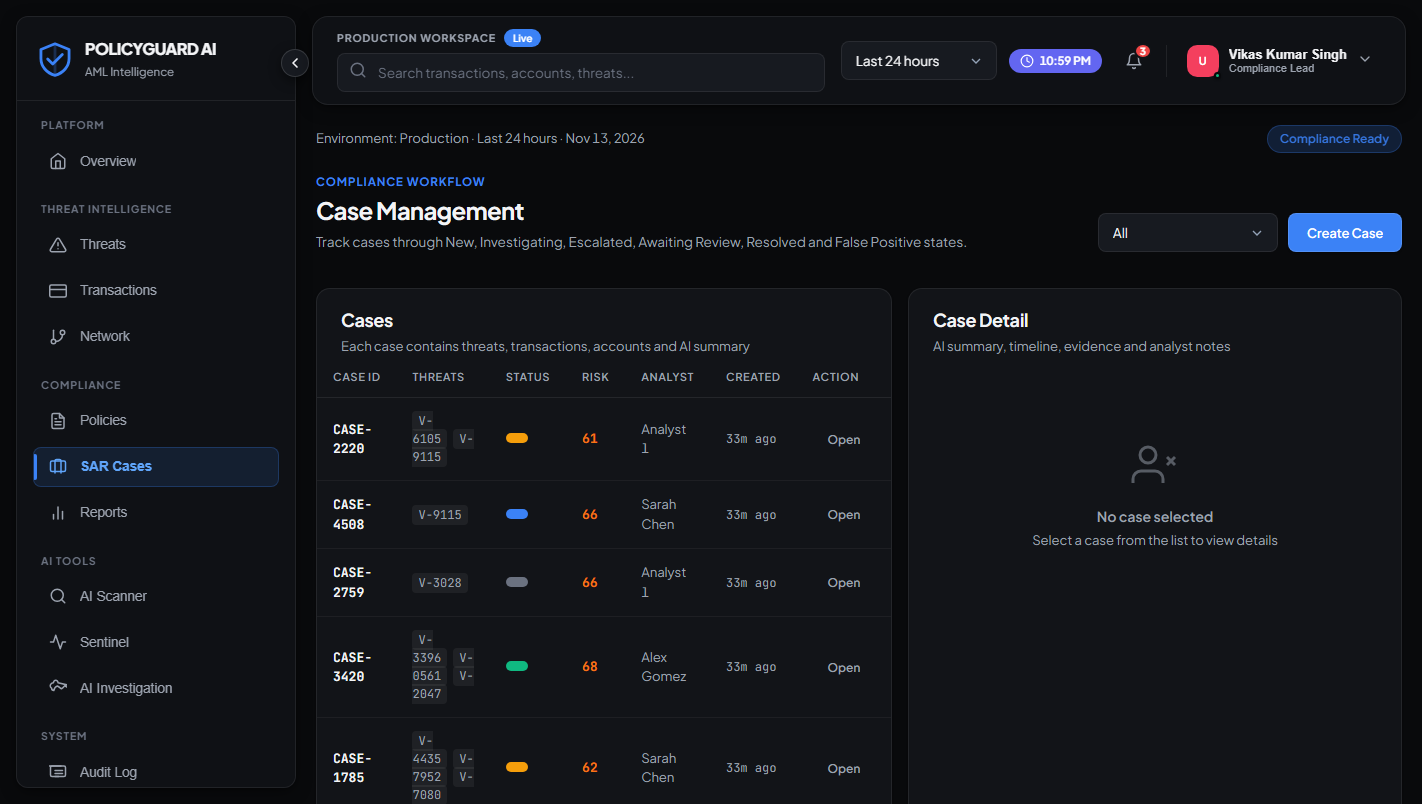 POLICYGUARD AI
AML Intelligence
PLATFORM
Overview
THREAT INTELLIGENCE
Threats
Transactions
Network
COMPLIANCE
Policies
SAR Cases
Reports
AI TOOLS
AI Scanner
Sentinel
AI Investigation
SYSTEM
Audit Log
PRODUCTION WORKSPACE Live
Search transactions, accounts, threats...
Last 24 hours
10:59 PM
3
U
Vikas Kumar Singh
Compliance Lead
Environment: Production · Last 24 hours · Nov 13, 2026
Compliance Ready
COMPLIANCE WORKFLOW
Case Management
Track cases through New, Investigating, Escalated, Awaiting Review, Resolved and False Positive states.
All
Create Case
Cases
Each case contains threats, transactions, accounts and AI summary
CASE ID THREATS STATUS RISK ANALYST CREATED ACTION
CASE-
2220
V-
6105 V-
9115
61
Analyst
1
33m ago
Open
CASE-
4508
V-9115
66
Sarah
Chen
33m ago
Open
CASE-
2759
V-3028
66
Analyst
1
33m ago
Open
CASE-
3420
V-
3396 V-
0561 V-
2047
68
Alex
Gomez
33m ago
Open
CASE-
1785
V-
4435 V-
7952 V-
7080
62
Sarah
Chen
33m ago
Open
Case Detail
AI summary, timeline, evidence and analyst notes
No case selected
Select a case from the list to view details